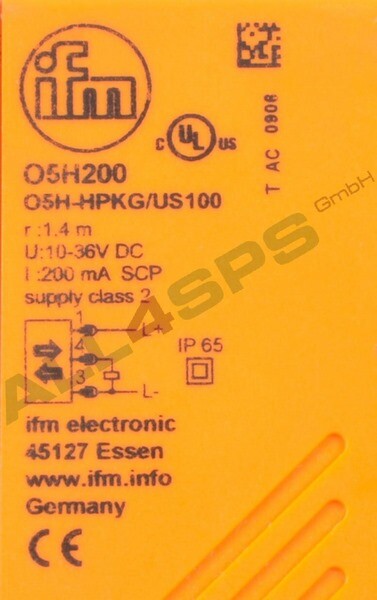 ifm
c UL US
T AC 0908
O5H200
O5H-HPKG/US100
r :1.4 m
U:10-36V DC
I :200 mA SCP
supply class 2
1
L+
4
3
L-
IP 65
ifm electronic
45127 Essen
www.ifm.info
Germany
CE
ALL4SPS GmbH